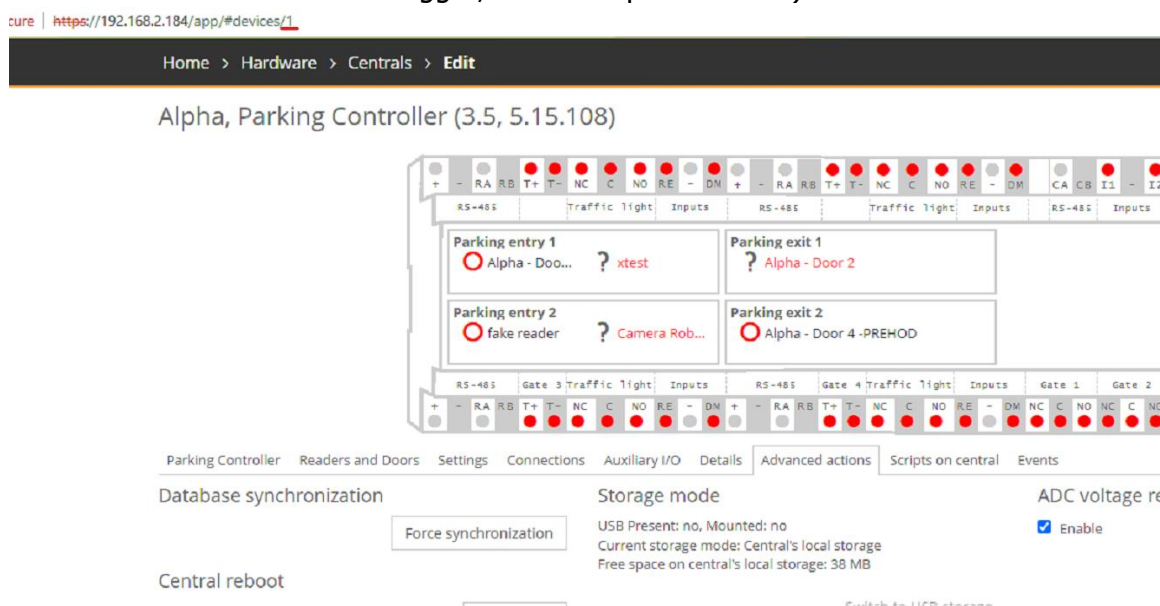 cure | https://192.168.2.184/app/#devices/1
Home > Hardware > Centrals > Edit
Alpha, Parking Controller (3.5, 5.15.108)
+ - RA RB T+ T- NC C NO RE - DM + - RA RB T+ T- NC C NO RE - DM CA CB I1 - I2
RS-485 Traffic light Inputs RS-485 Traffic light Inputs RS-485 Inputs
Parking entry 1 Parking exit 1
Alpha - Doo... ? xtest ? Alpha - Door 2
Parking entry 2 Parking exit 2
fake reader ? Camera Rob... Alpha - Door 4 -PREHOD
RS-485 Gate 3 Traffic light Inputs RS-485 Gate 4 Traffic light Inputs Gate 1 Gate 2
+ - RA RB T+ T- NC C NO RE - DM + - RA RB T+ T- NC C NO RE - DM NC C NO NC C NO
Parking Controller Readers and Doors Settings Connections Auxiliary I/O Details Advanced actions Scripts on central Events
Database synchronization Storage mode ADC voltage re
Force synchronization USB Present: no, Mounted: no Enable
Current storage mode: Central's local storage
Free space on central's local storage: 38 MB
Central reboot
Switch to USB storage